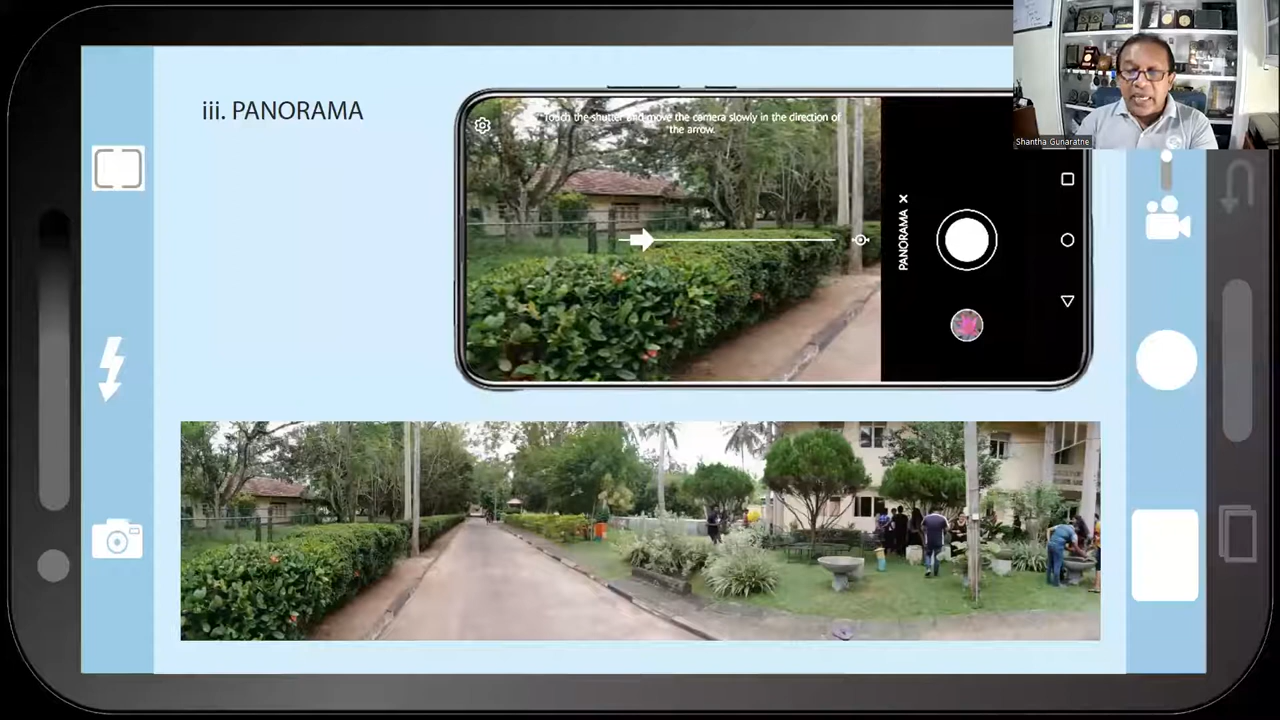 iii. PANORAMA
Touch the shutter and move the camera slowly in the direction of
the arrow.
PANORAMA ×
Shantha Gunaratne